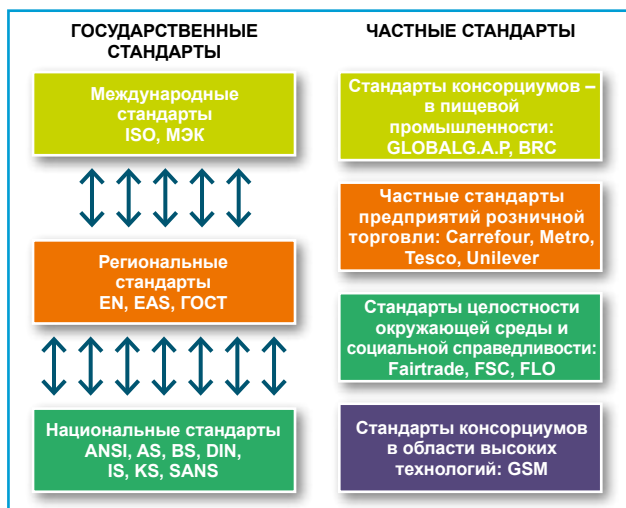 ГОСУДАРСТВЕННЫЕ
СТАНДАРТЫ
Международные
стандарты
ISO, МЭК
Региональные
стандарты
EN, EAS, ГОСТ
Национальные стандарты
ANSI, AS, BS, DIN,
IS, KS, SANS
ЧАСТНЫЕ СТАНДАРТЫ
Стандарты консорциумов –
в пищевой
промышленности:
GLOBALG.A.P, BRC
Частные стандарты
предприятий розничной
торговли: Carrefour, Metro,
Tesco, Unilever
Стандарты целостности
окружающей среды и
социальной справедливости:
Fairtrade, FSC, FLO
Стандарты консорциумов
в области высоких
технологий: GSM